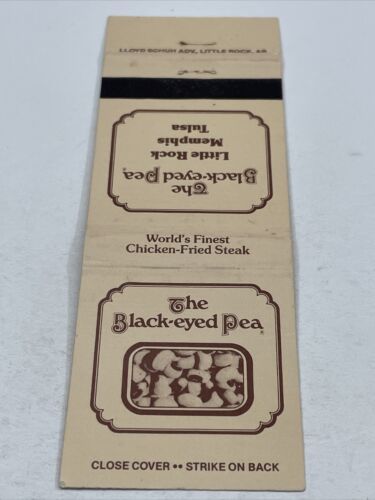 LLOYD SCHUH ADV., LITTLE ROCK, AR
The
Black-eyed Pea
Little Rock
Memphis
Tulsa
World's Finest
Chicken-Fried Steak
The
Black-eyed Pea
CLOSE COVER •• STRIKE ON BACK